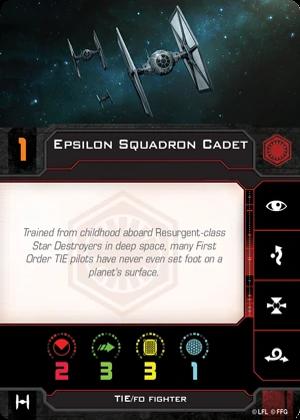 1 Epsilon Squadron Cadet
Trained from childhood aboard Resurgent-class
Star Destroyers in deep space, many First
Order TIE pilots have never even set foot on a
planet's surface.
2 3 3 1
TIE/fo Fighter
©LFL ©FFG